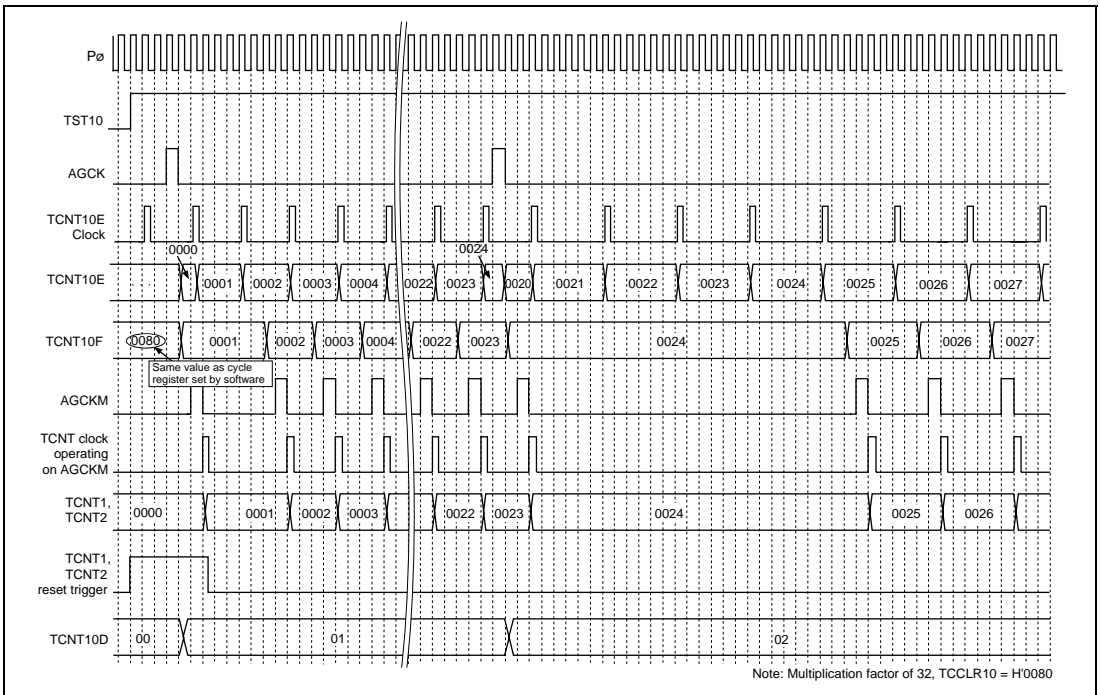 Pø
TST10
AGCK
TCNT10E
Clock
0000
0024
TCNT10E
0001 0002 0003 0004 0022 0023 0020 0021 0022 0023 0024 0025 0026 0027
TCNT10F
0080 0001 0002 0003 0004 0022 0023 0024 0025 0026 0027
Same value as cycle
register set by software
AGCKM
TCNT clock
operating
on AGCKM
TCNT1,
TCNT2
0000 0001 0002 0003 0022 0023 0024 0025 0026
TCNT1,
TCNT2
reset trigger
TCNT10D
00 01 02
Note: Multiplication factor of 32, TCCLR10 = H'0080